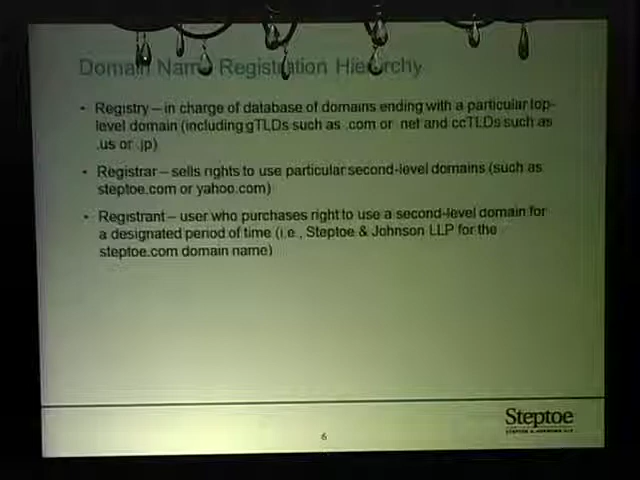 Domain Name Registration Hierarchy
• Registry – in charge of database of domains ending with a particular top-
level domain (including gTLDs such as .com or .net and ccTLDs such as
.us or .jp)
• Registrar – sells rights to use particular second-level domains (such as
steptoe.com or yahoo.com)
• Registrant – user who purchases right to use a second-level domain for
a designated period of time (i.e., Steptoe & Johnson LLP for the
steptoe.com domain name)
Steptoe
STEPTOE & JOHNSON LLP
6